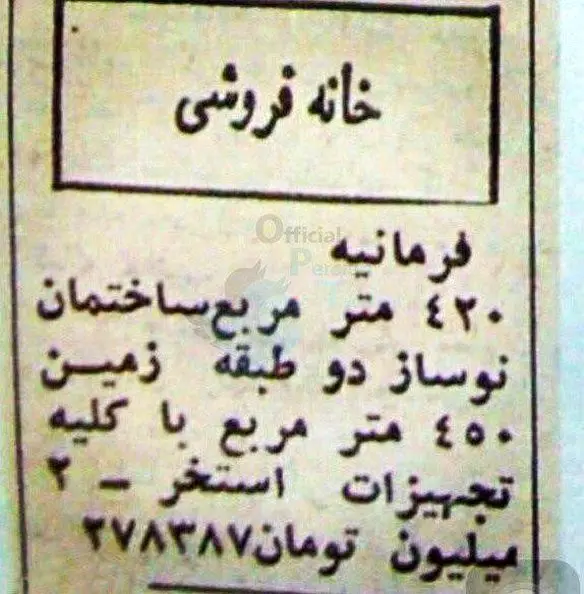 خانه فروشی
فرمانیه
۴۲۰ متر مربع ساختمان
نوساز دو طبقه زمین
۴۵۰ متر مربع با کلیه
تجهیزات استخر – ۲
میلیون تومان ۲۷۸۳۸۷
Official